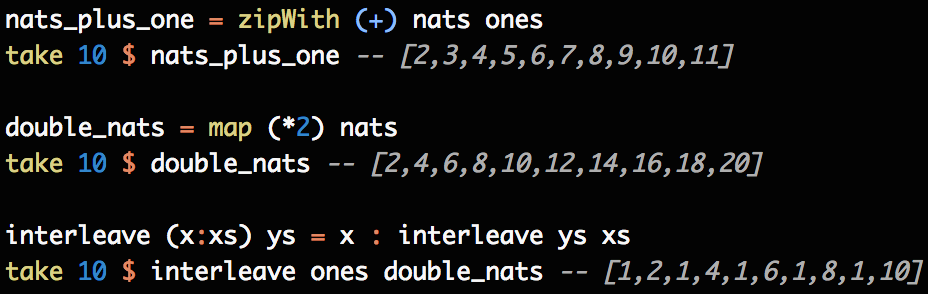 nats_plus_one = zipWith (+) nats ones
take 10 $ nats_plus_one -- [2,3,4,5,6,7,8,9,10,11]
double_nats = map (*2) nats
take 10 $ double_nats -- [2,4,6,8,10,12,14,16,18,20]
interleave (x:xs) ys = x : interleave ys xs
take 10 $ interleave ones double_nats -- [1,2,1,4,1,6,1,8,1,10]